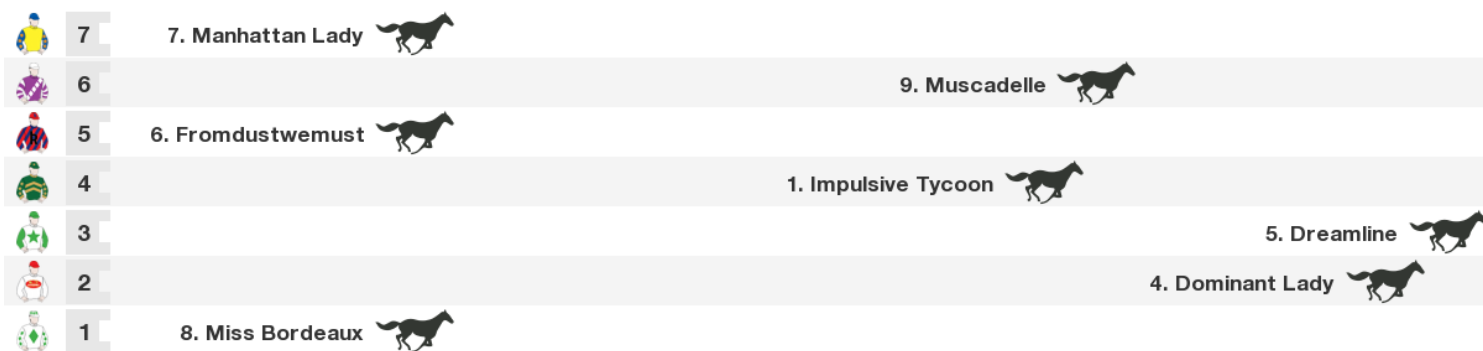 7 7. Manhattan Lady
6 9. Muscadelle
5 6. Fromdustwemust
4 1. Impulsive Tycoon
3 5. Dreamline
2 4. Dominant Lady
1 8. Miss Bordeaux